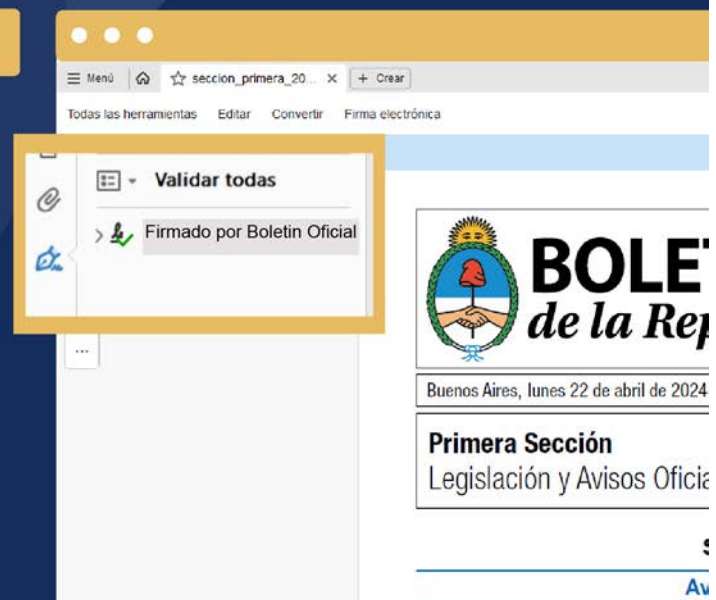 Menú
seccion_primera_20...
+ Crear
Todas las herramientas Editar Convertir Firma electrónica
Validar todas
Firmado por Boletin Oficial
...
BOLET
de la Rep
Buenos Aires, lunes 22 de abril de 2024
Primera Sección
Legislación y Avisos Oficia
Av